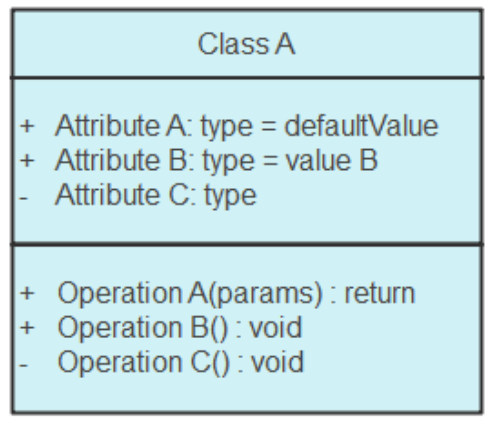 Class A
+ Attribute A: type = defaultValue
+ Attribute B: type = value B
- Attribute C: type
+ Operation A(params) : return
+ Operation B() : void
- Operation C() : void